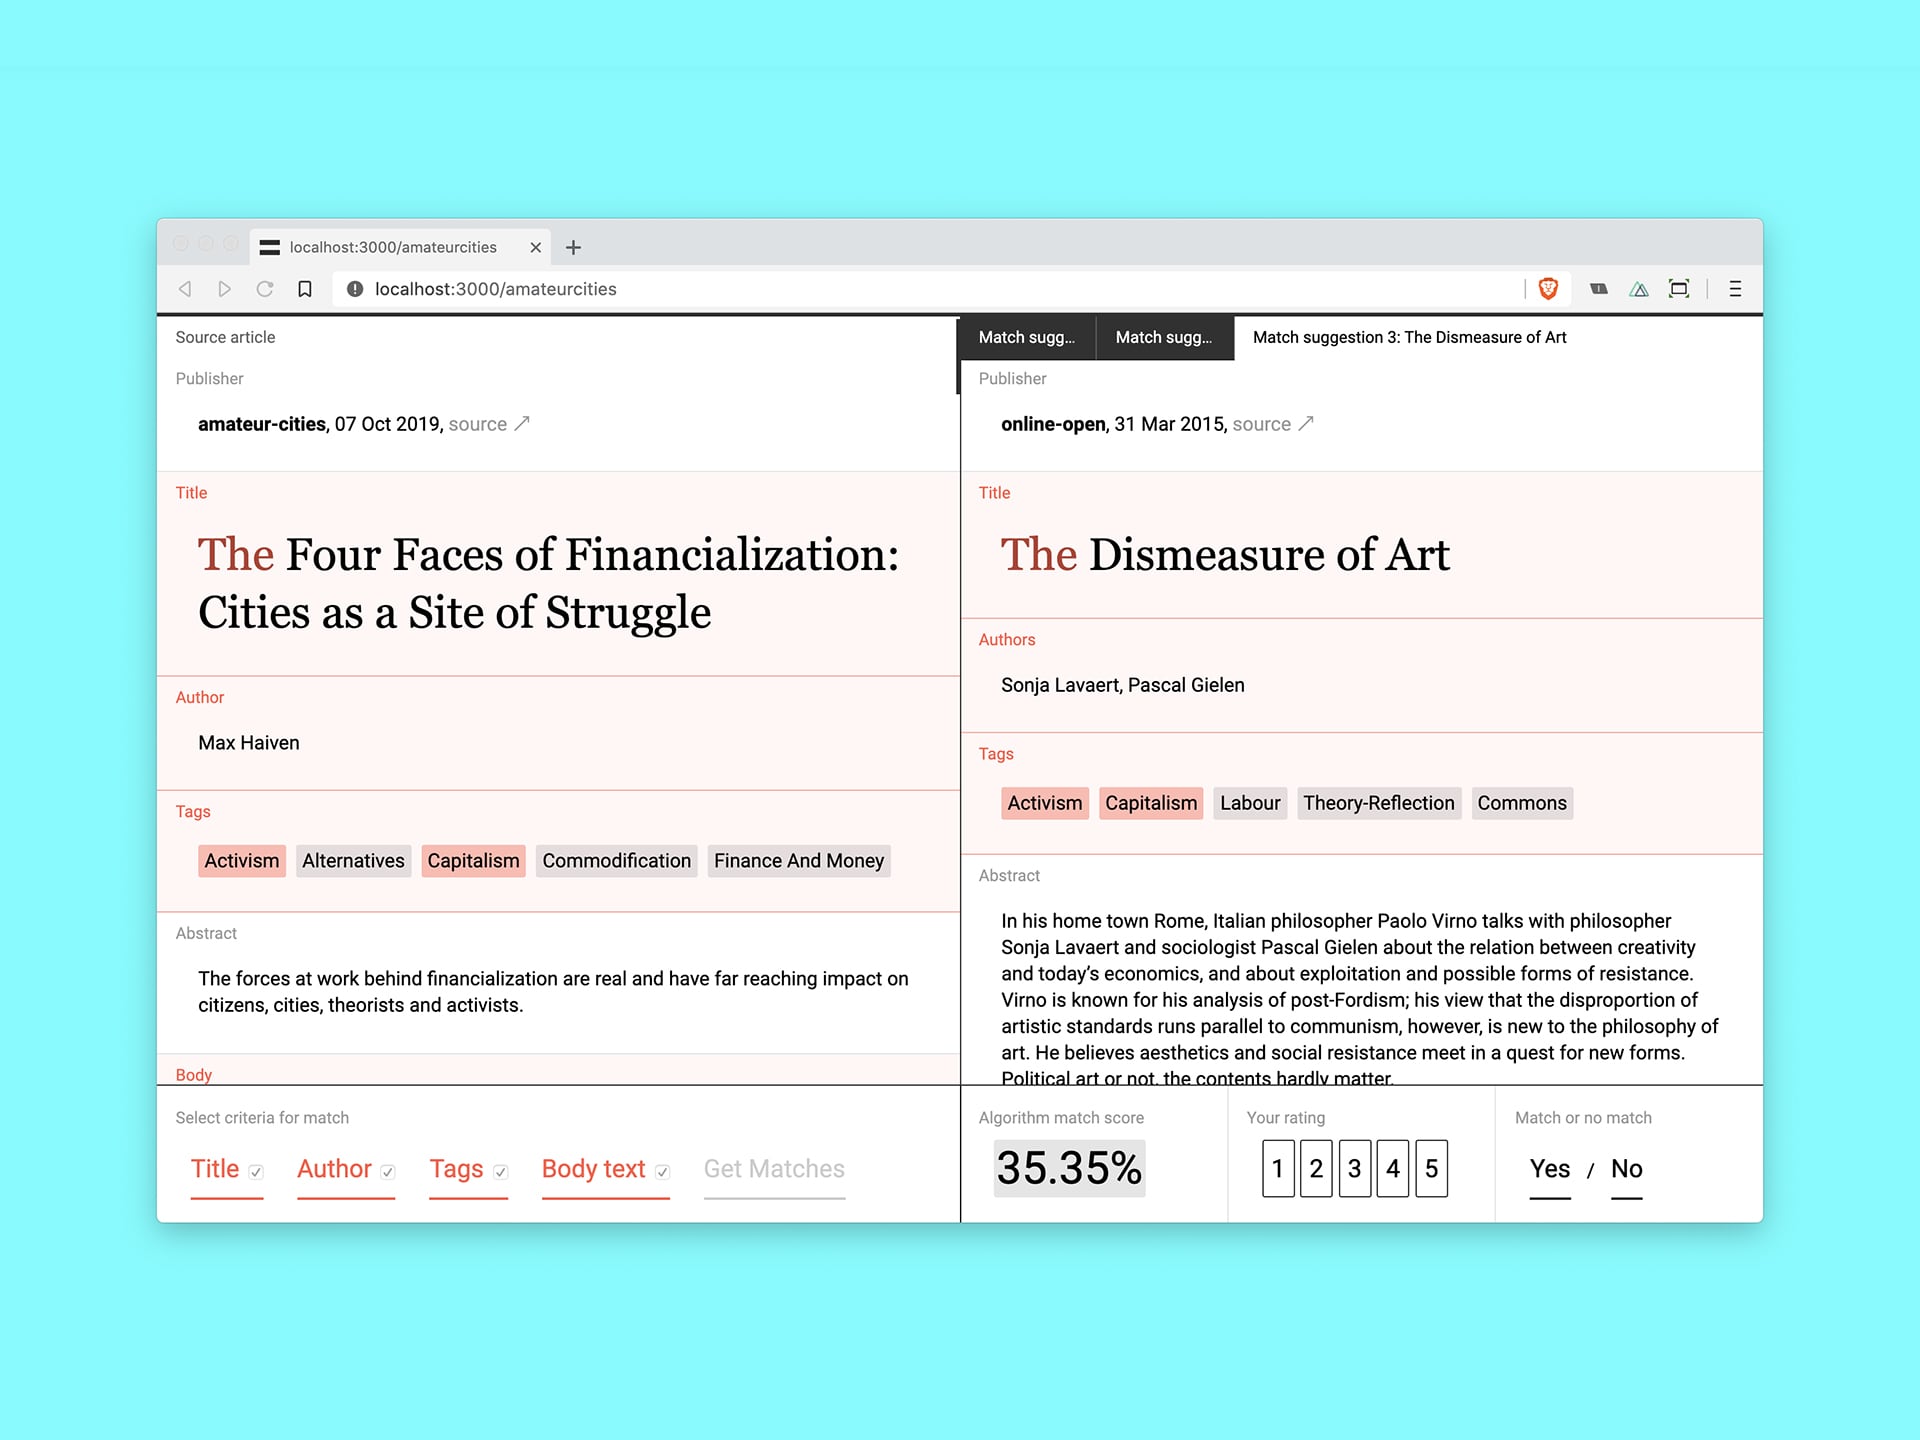 localhost:3000/amateurcities
localhost:3000/amateurcities
Source article
Publisher
amateur-cities, 07 Oct 2019, source ↗
Title
The Four Faces of Financialization:
Cities as a Site of Struggle
Author
Max Haiven
Tags
Activism Alternatives Capitalism Commodification Finance And Money
Abstract
The forces at work behind financialization are real and have far reaching impact on
citizens, cities, theorists and activists.
Body
Select criteria for match
Title Author Tags Body text Get Matches
Match sugg... Match sugg... Match suggestion 3: The Dismeasure of Art
Publisher
online-open, 31 Mar 2015, source ↗
Title
The Dismeasure of Art
Authors
Sonja Lavaert, Pascal Gielen
Tags
Activism Capitalism Labour Theory-Reflection Commons
Abstract
In his home town Rome, Italian philosopher Paolo Virno talks with philosopher
Sonja Lavaert and sociologist Pascal Gielen about the relation between creativity
and today’s economics, and about exploitation and possible forms of resistance.
Virno is known for his analysis of post-Fordism; his view that the disproportion of
artistic standards runs parallel to communism, however, is new to the philosophy of
art. He believes aesthetics and social resistance meet in a quest for new forms.
Political art or not, the contents hardly matter.
Algorithm match score
35.35%
Your rating
1 2 3 4 5
Match or no match
Yes / No